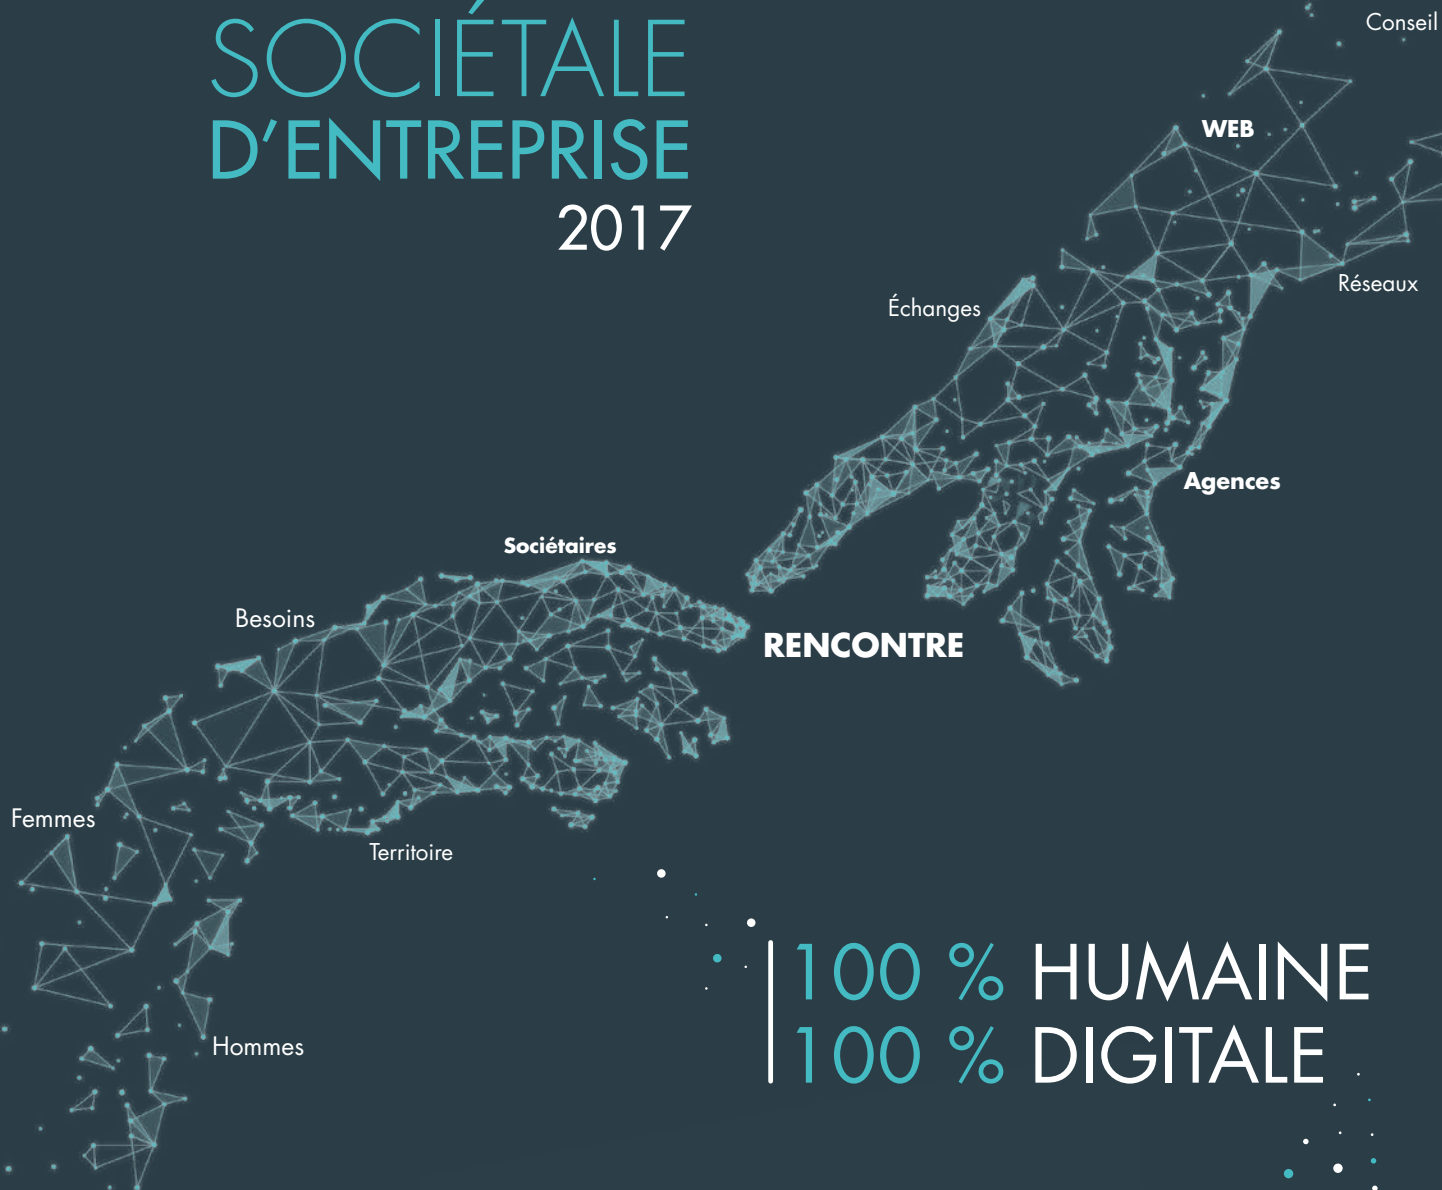 SOCIÉTALE
D'ENTREPRISE
2017
Conseil
WEB
Réseaux
Échanges
Agences
Sociétaires
Besoins
RENCONTRE
Femmes
Territoire
Hommes
100 % HUMAINE
100 % DIGITALE